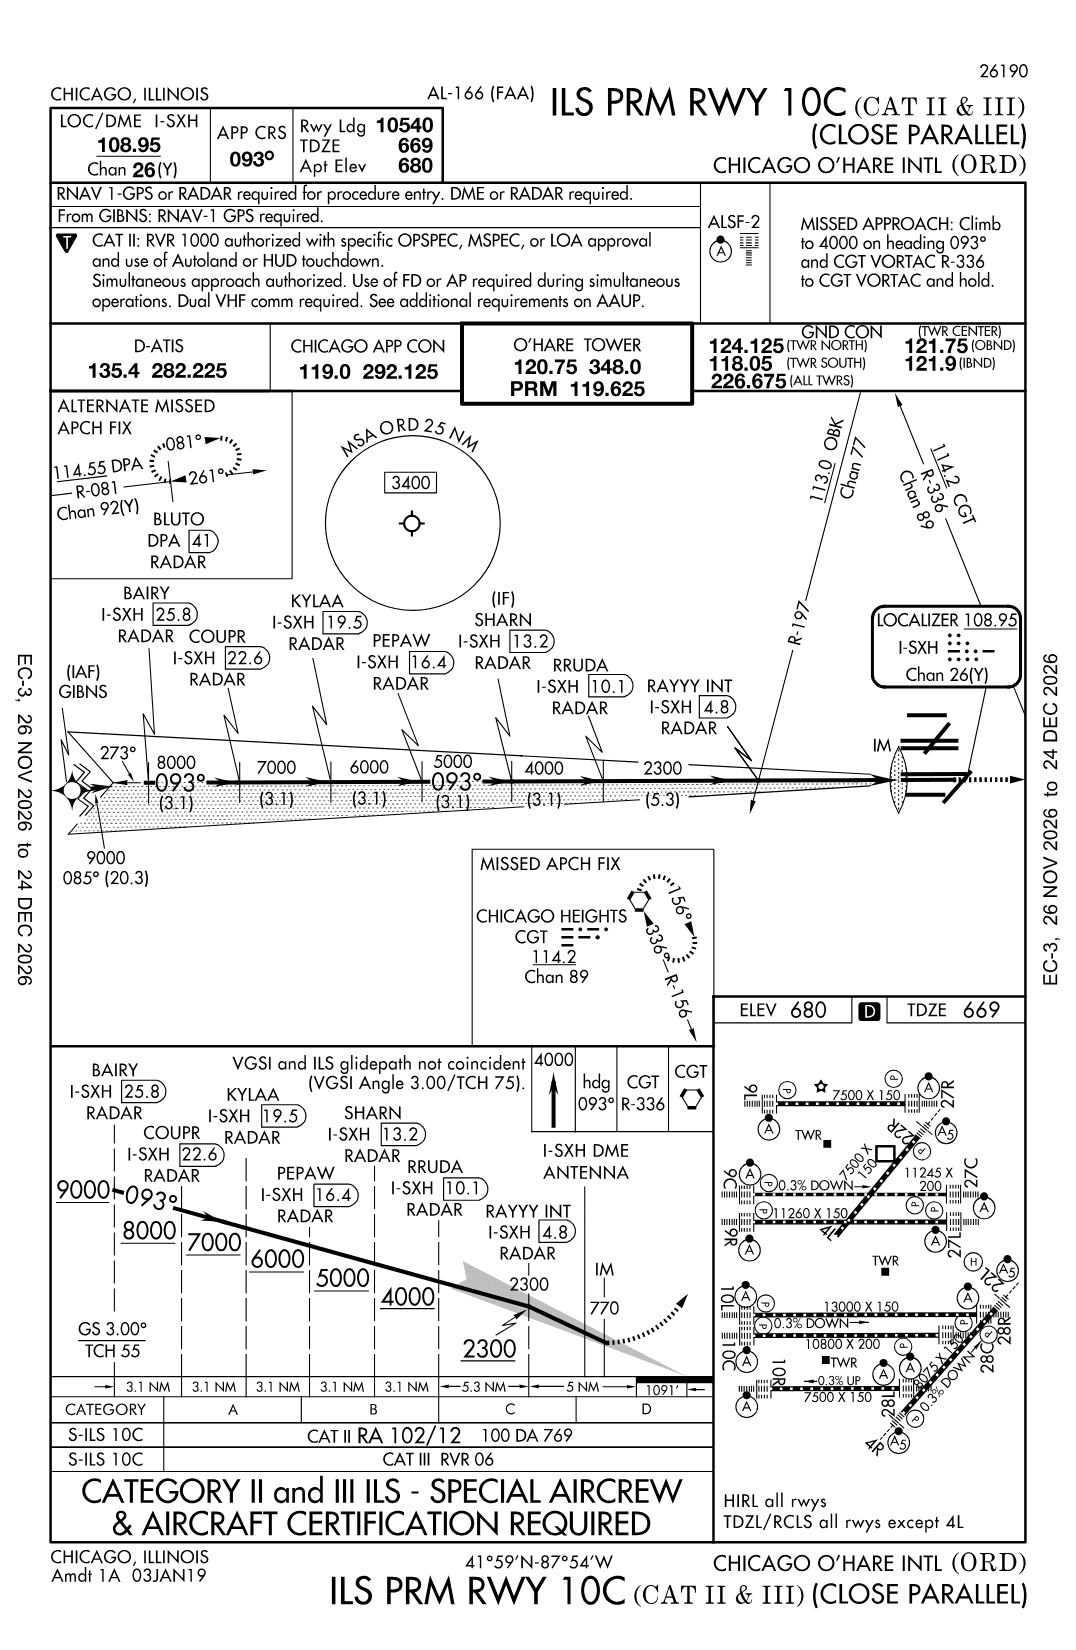 26190
CHICAGO, ILLINOIS
AL-166 (FAA)
ILS PRM RWY 10C (CAT II & III)
(CLOSE PARALLEL)
CHICAGO O'HARE INTL (ORD)
LOC/DME I-SXH
108.95
Chan 26(Y)
APP CRS
093°
Rwy Ldg 10540
TDZE 669
Apt Elev 680
RNAV 1-GPS or RADAR required for procedure entry. DME or RADAR required.
From GIBNS: RNAV-1 GPS required.
T
CAT II: RVR 1000 authorized with specific OPSPEC, MSPEC, or LOA approval
and use of Autoland or HUD touchdown.
Simultaneous approach authorized. Use of FD or AP required during simultaneous
operations. Dual VHF comm required. See additional requirements on AAUP.
ALSF-2
A
MISSED APPROACH: Climb
to 4000 on heading 093°
and CGT VORTAC R-336
to CGT VORTAC and hold.
D-ATIS
135.4 282.225
CHICAGO APP CON
119.0 292.125
O'HARE TOWER
120.75 348.0
PRM 119.625
GND CON
124.125 (TWR NORTH)
118.05 (TWR SOUTH)
226.675 (ALL TWRS)
(TWR CENTER)
121.75 (OBND)
121.9 (IBND)
ALTERNATE MISSED
APCH FIX
081°
261°
114.55 DPA
R-081
Chan 92(Y)
BLUTO
DPA 41
RADAR
MSA ORD 25 NM
3400
113.0 OBK
Chan 77
R-197
114.2 CGT
R-336
Chan 89
LOCALIZER 108.95
I-SXH
Chan 26(Y)
(IAF)
GIBNS
BAIRY
I-SXH 25.8
RADAR
COUPR
I-SXH 22.6
RADAR
KYLAA
I-SXH 19.5
RADAR
PEPAW
I-SXH 16.4
RADAR
(IF)
SHARN
I-SXH 13.2
RADAR
RRUDA
I-SXH 10.1
RADAR
RAYYY INT
I-SXH 4.8
RADAR
IM
273°
8000
093°
(3.1)
7000
(3.1)
6000
(3.1)
5000
093°
(3.1)
4000
(3.1)
2300
(5.3)
9000
085° (20.3)
EC-3, 26 NOV 2026 to 24 DEC 2026
EC-3, 26 NOV 2026 to 24 DEC 2026
MISSED APCH FIX
CHICAGO HEIGHTS
CGT
114.2
Chan 89
156°
336°
R-156
ELEV 680
D
TDZE 669
VGSI and ILS glidepath not coincident
(VGSI Angle 3.00/TCH 75).
4000
hdg
093°
CGT
R-336
CGT
BAIRY
I-SXH 25.8
RADAR
COUPR
I-SXH 22.6
RADAR
KYLAA
I-SXH 19.5
RADAR
PEPAW
I-SXH 16.4
RADAR
SHARN
I-SXH 13.2
RADAR
RRUDA
I-SXH 10.1
RADAR
RAYYY INT
I-SXH 4.8
RADAR
I-SXH DME
ANTENNA
IM
9000
093°
8000
7000
6000
5000
4000
2300
2300
770
GS 3.00°
TCH 55
3.1 NM
3.1 NM
3.1 NM
3.1 NM
3.1 NM
5.3 NM
5 NM
1091'
CATEGORY
A
B
C
D
S-ILS 10C
CAT II RA 102/12 100 DA 769
S-ILS 10C
CAT III RVR 06
CATEGORY II and III ILS - SPECIAL AIRCREW
& AIRCRAFT CERTIFICATION REQUIRED
9L
7500 X 150
27R
TWR
22R
7500 X
150
4L
9C
0.3% DOWN
11245 X
200
27C
9R
11260 X 150
27L
TWR
22L
10L
13000 X 150
28R
0.3% DOWN
10C
10800 X 200
28C
TWR
10R
0.3% UP
7500 X 150
28L
8075 X 150
0.3% DOWN
4R
HIRL all rwys
TDZL/RCLS all rwys except 4L
CHICAGO, ILLINOIS
Amdt 1A 03JAN19
41°59'N-87°54'W
CHICAGO O'HARE INTL (ORD)
ILS PRM RWY 10C (CAT II & III) (CLOSE PARALLEL)